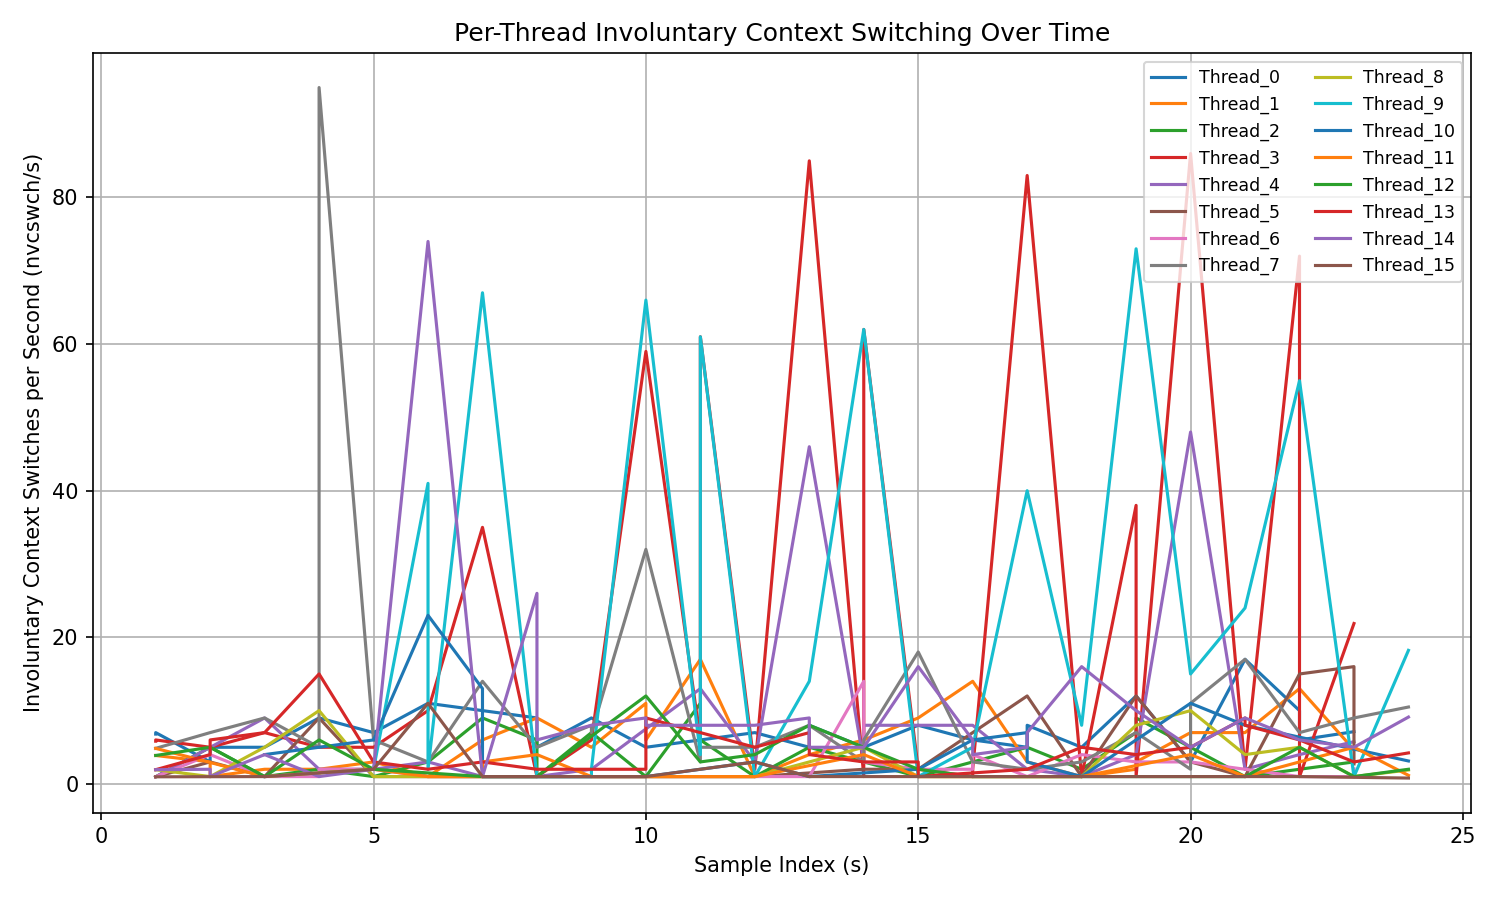 Per-Thread Involuntary Context Switching Over Time
Involuntary Context Switches per Second (nvcswch/s)
80
60
40
20
0
0
5
10
15
20
25
Sample Index (s)
Thread_0
Thread_1
Thread_2
Thread_3
Thread_4
Thread_5
Thread_6
Thread_7
Thread_8
Thread_9
Thread_10
Thread_11
Thread_12
Thread_13
Thread_14
Thread_15